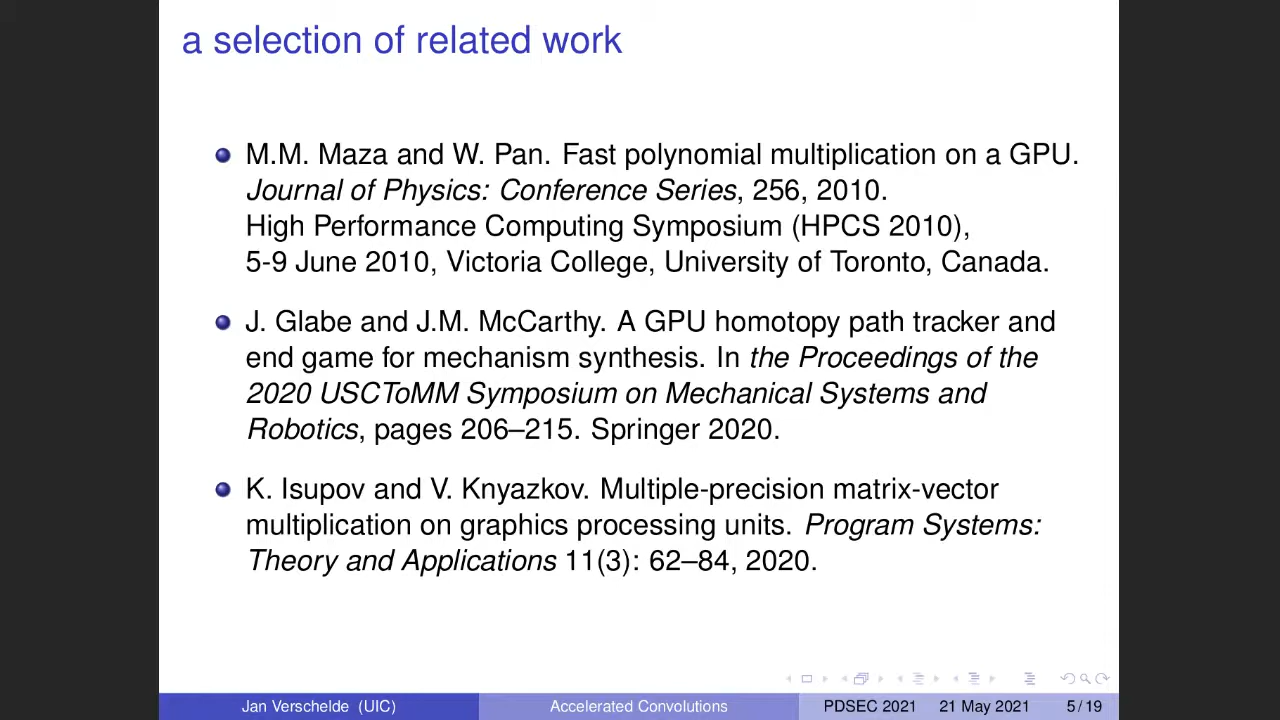 a selection of related work
M.M. Maza and W. Pan. Fast polynomial multiplication on a GPU.
Journal of Physics: Conference Series, 256, 2010.
High Performance Computing Symposium (HPCS 2010),
5-9 June 2010, Victoria College, University of Toronto, Canada.
J. Glabe and J.M. McCarthy. A GPU homotopy path tracker and
end game for mechanism synthesis. In the Proceedings of the
2020 USCToMM Symposium on Mechanical Systems and
Robotics, pages 206–215. Springer 2020.
K. Isupov and V. Knyazkov. Multiple-precision matrix-vector
multiplication on graphics processing units. Program Systems:
Theory and Applications 11(3): 62–84, 2020.
Jan Verschelde (UIC) Accelerated Convolutions PDSEC 2021 21 May 2021 5 / 19